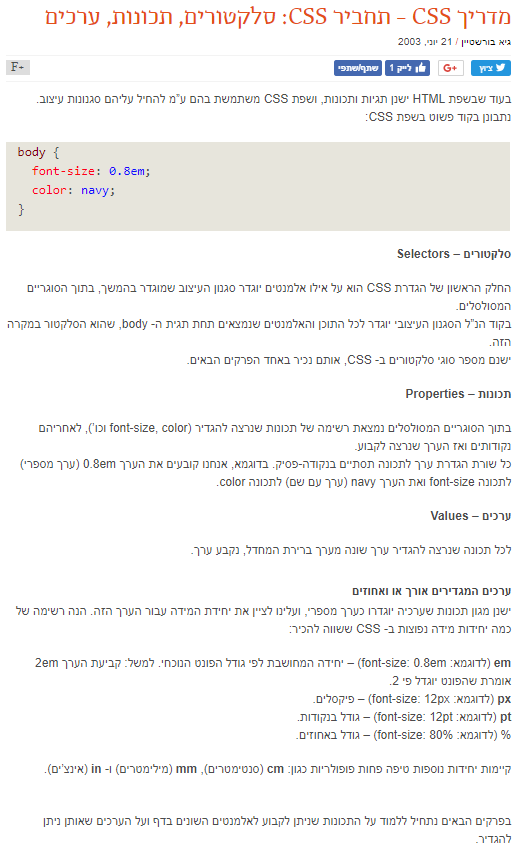 מדריך CSS - תחביר CSS: סלקטורים, תכונות, ערכים
גיא בורשטיין / 21 יוני, 2003
ציוץ
G+
לייק 1
שתף/שתפי
F+
בעוד שבשפת HTML ישנן תגיות ותכונות, ושפת CSS משתמשת בהם ע"מ להחיל עליהם סגנונות עיצוב.
נתבונן בקוד פשוט בשפת CSS:
body {
font-size: 0.8em;
color: navy;
}
סלקטורים – Selectors
החלק הראשון של הגדרת CSS הוא על אילו אלמנטים יוגדר סגנון העיצוב שמוגדר בהמשך, בתוך הסוגריים
המסולסלים.
בקוד הנ"ל הסגנון העיצובי יוגדר לכל התוכן והאלמנטים שנמצאים תחת תגית ה- body, שהוא הסלקטור במקרה
הזה.
ישנם מספר סוגי סלקטורים ב- CSS, אותם נכיר באחד הפרקים הבאים.
תכונות – Properties
בתוך הסוגריים המסולסלים נמצאת רשימה של תכונות שנרצה להגדיר (font-size, color וכו'), לאחריהם
נקודותים ואז הערך שנרצה לקבוע.
כל שורת הגדרת ערך לתכונה תסתיים בנקודה-פסיק. בדוגמא, אנחנו קובעים את הערך 0.8em (ערך מספרי)
לתכונה font-size ואת הערך navy (ערך עם שם) לתכונה color.
ערכים – Values
לכל תכונה שנרצה להגדיר ערך שונה מערך ברירת המחדל, נקבע ערך.
ערכים המגדירים אורך או ואחוזים
ישנן מגון תכונות שערכיה יוגדרו כערך מספרי, ועלינו לציין את יחידת המידה עבור הערך הזה. הנה רשימה של
כמה יחידות מידה נפוצות ב- CSS ששווה להכיר:
em (לדוגמא: font-size: 0.8em) – יחידה המחושבת לפי גודל הפונט הנוכחי. למשל: קביעת הערך 2em
אומרת שהפונט יוגדל פי 2.
px (לדוגמא: font-size: 12px) – פיקסלים.
pt (לדוגמא: font-size: 12pt) – גודל בנקודות.
% (לדוגמא: font-size: 80%) – גודל באחוזים.
קיימות יחידות נוספות טיפה פחות פופולריות כגון: cm (סנטימטרים), mm (מילימטרים) ו- in (אינצ'ים).
בפרקים הבאים נתחיל ללמוד על התכונות שניתן לקבוע לאלמנטים השונים בדף ועל הערכים שאותן ניתן
להגדיר.